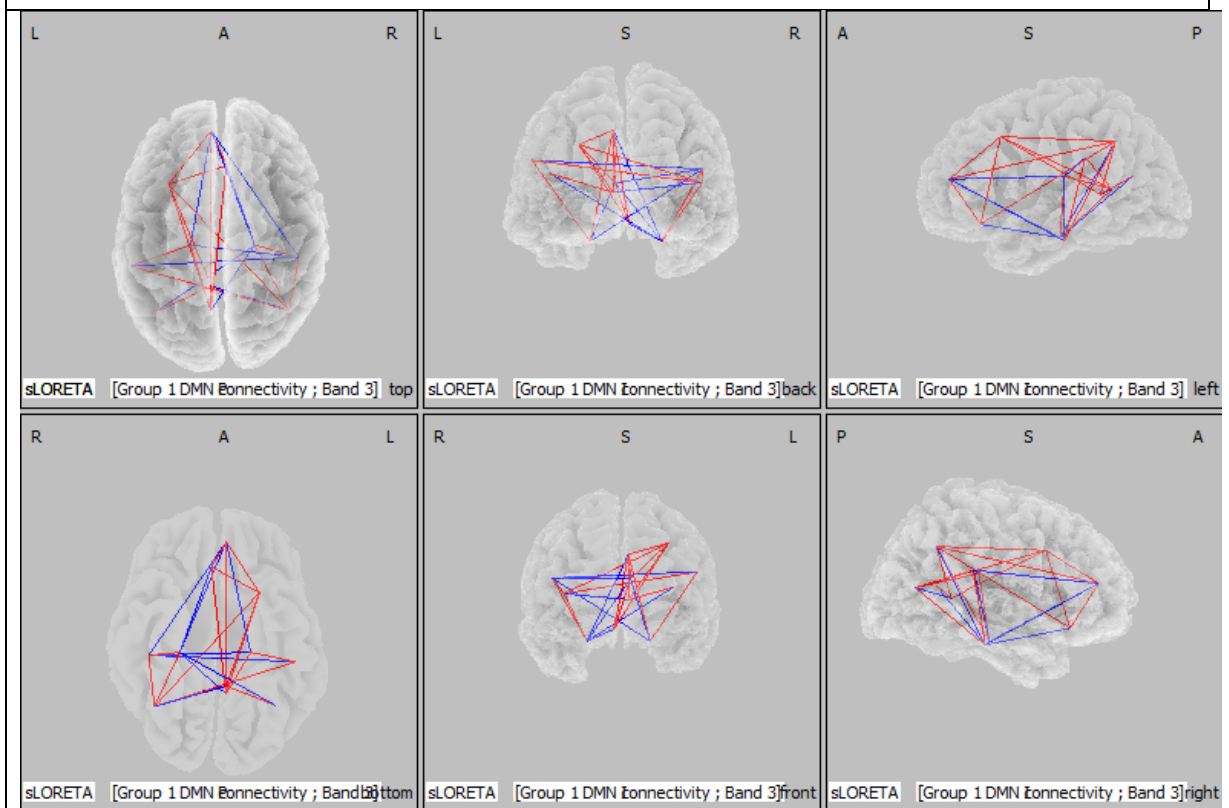 L A R
sLORETA [Group 1 DMN Connectivity ; Band 3] top
L S R
sLORETA [Group 1 DMN Connectivity ; Band 3] back
A S P
sLORETA [Group 1 DMN Connectivity ; Band 3] left
R A L
sLORETA [Group 1 DMN Connectivity ; Band 3] bottom
R S L
sLORETA [Group 1 DMN Connectivity ; Band 3] front
P S A
sLORETA [Group 1 DMN Connectivity ; Band 3] right